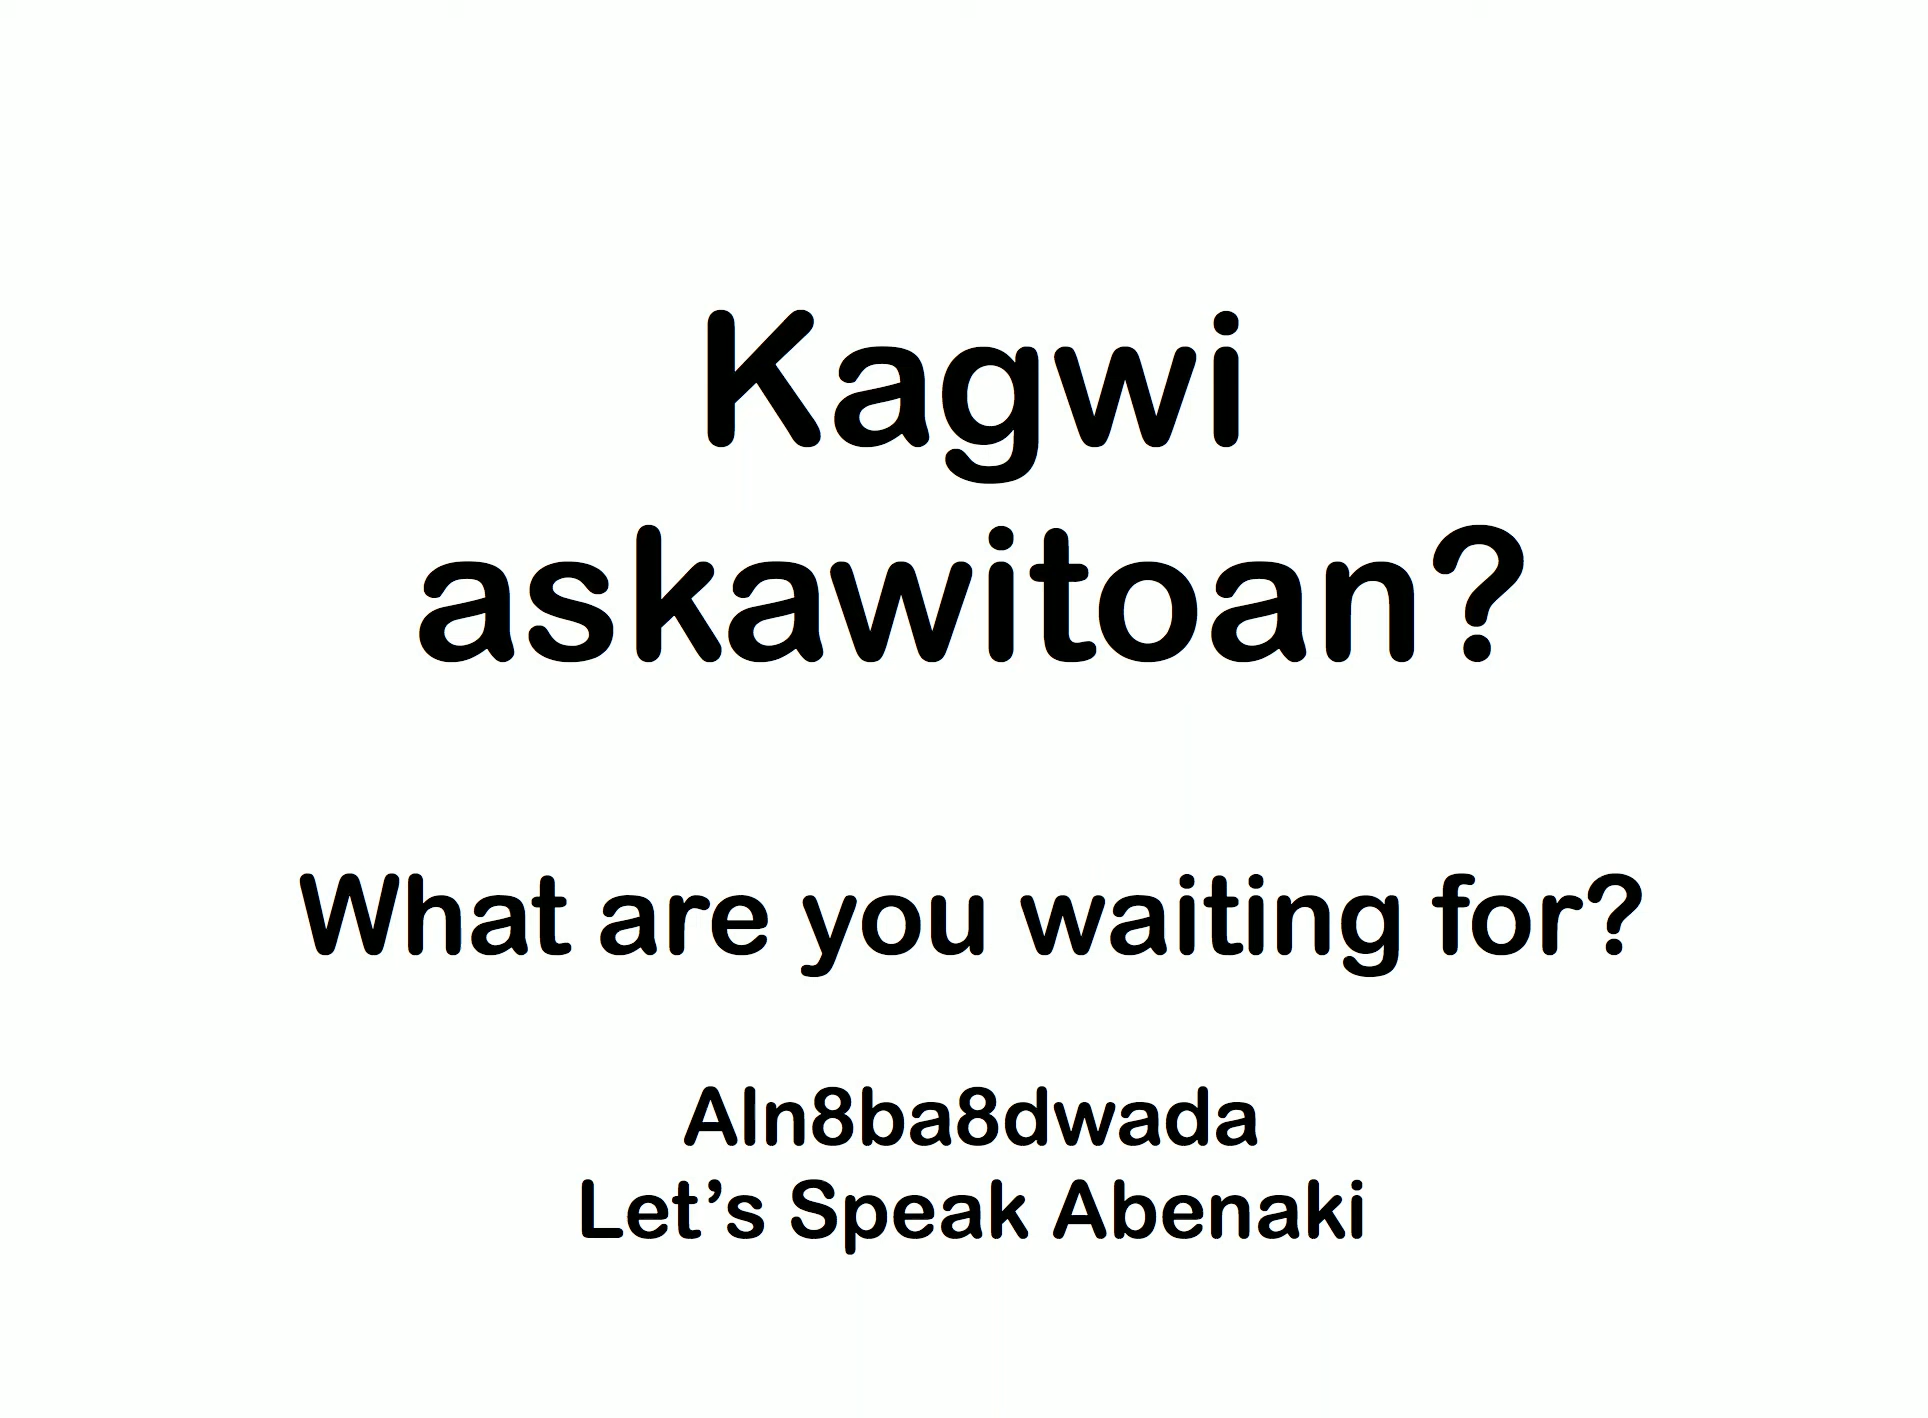 Kagwi
askawitoan?
What are you waiting for?
Aln8ba8dwada
Let’s Speak Abenaki